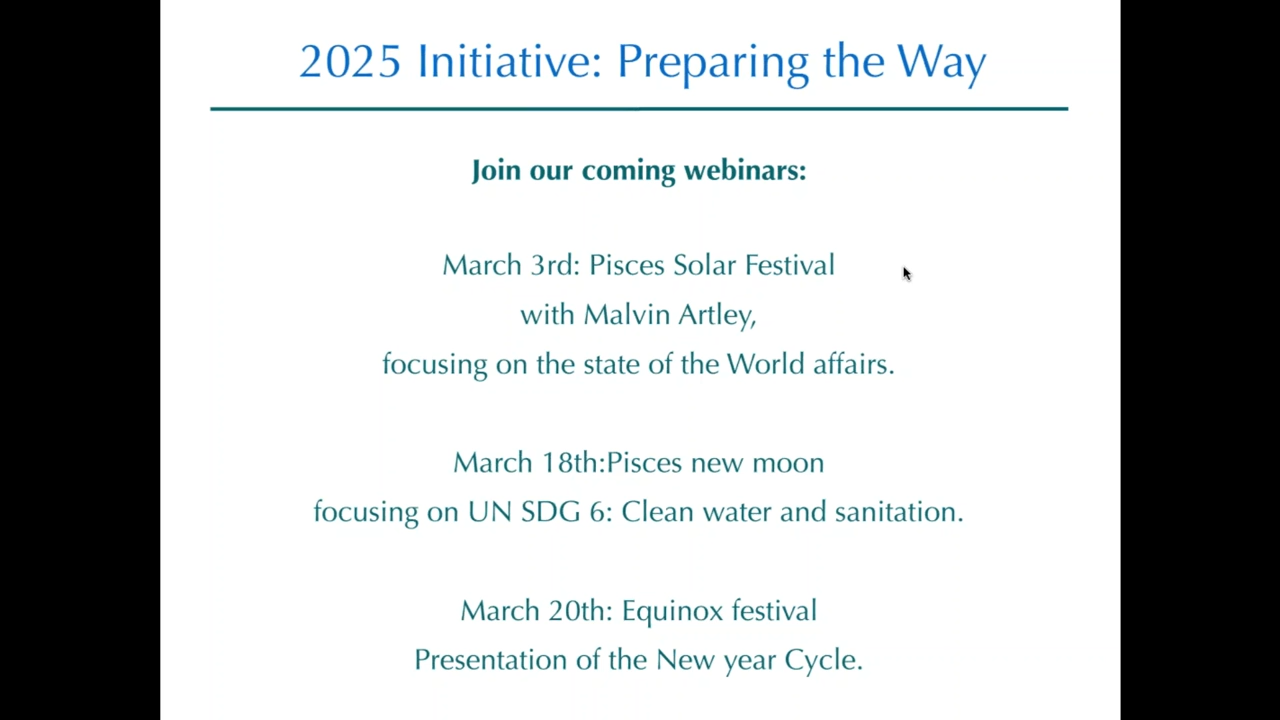 2025 Initiative: Preparing the Way
Join our coming webinars:
March 3rd: Pisces Solar Festival
with Malvin Artley,
focusing on the state of the World affairs.
March 18th:Pisces new moon
focusing on UN SDG 6: Clean water and sanitation.
March 20th: Equinox festival
Presentation of the New year Cycle.